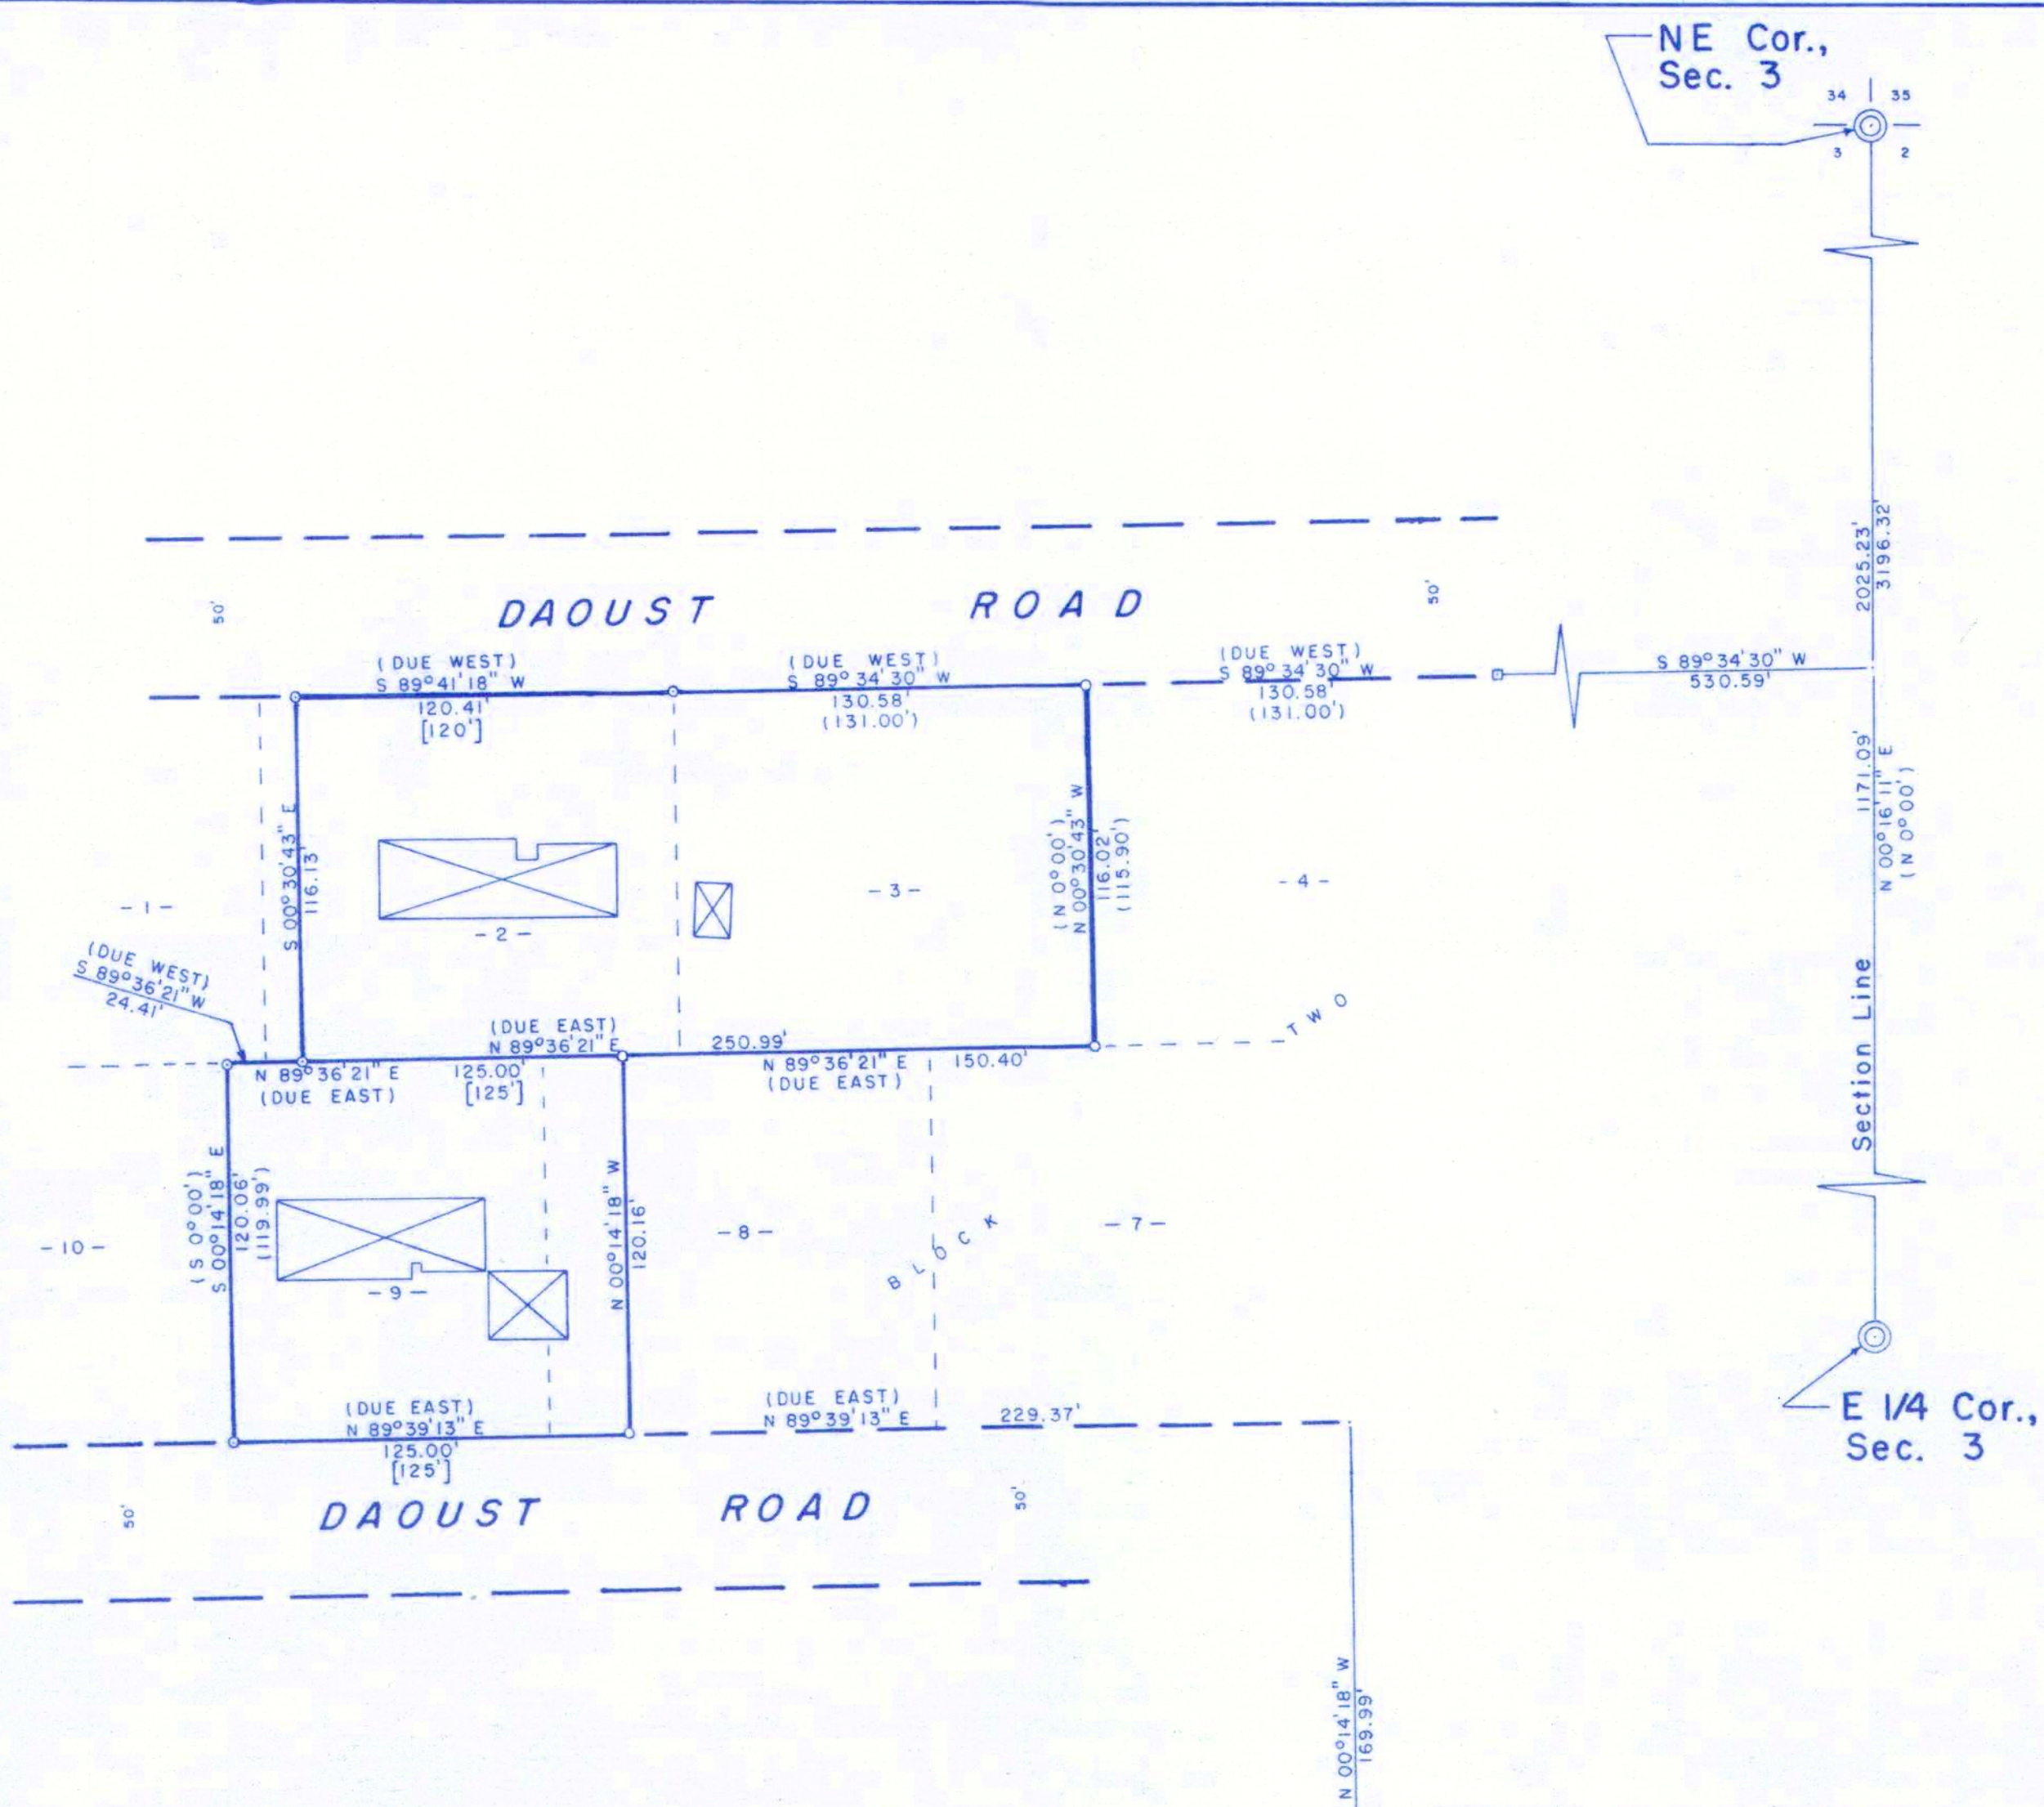 NE Cor.,
Sec. 3
34 35
3 2
2025.23'
3196.32'
50'
DAOUST ROAD
50'
(DUE WEST)
S 89°41'18" W
120.41'
[120']
(DUE WEST)
S 89°34'30" W
130.58'
(131.00')
(DUE WEST)
S 89°34'30" W
130.58'
(131.00')
S 89°34'30" W
530.59'
1171.09'
N 00°16'11" E
(N 0°00')
Section Line
S 00°30'43" E
116.13'
(N 0°00')
N 00°30'43" W
116.02'
(115.90')
-1-
-2-
-3-
-4-
(DUE WEST)
S 89°36'21" W
24.41'
(DUE EAST)
N 89°36'21" E
250.99'
N 89°36'21" E
(DUE EAST)
125.00'
[125']
N 89°36'21" E
(DUE EAST)
150.40'
BLOCK TWO
(S 0°00')
S 00°14'18" E
120.06'
(119.99')
N 00°14'18" W
120.16'
-10-
-9-
-8-
-7-
(DUE EAST)
N 89°39'13" E
125.00'
[125']
(DUE EAST)
N 89°39'13" E
229.37'
E 1/4 Cor.,
Sec. 3
50'
DAOUST ROAD
50'
N 00°14'18" W
169.99'